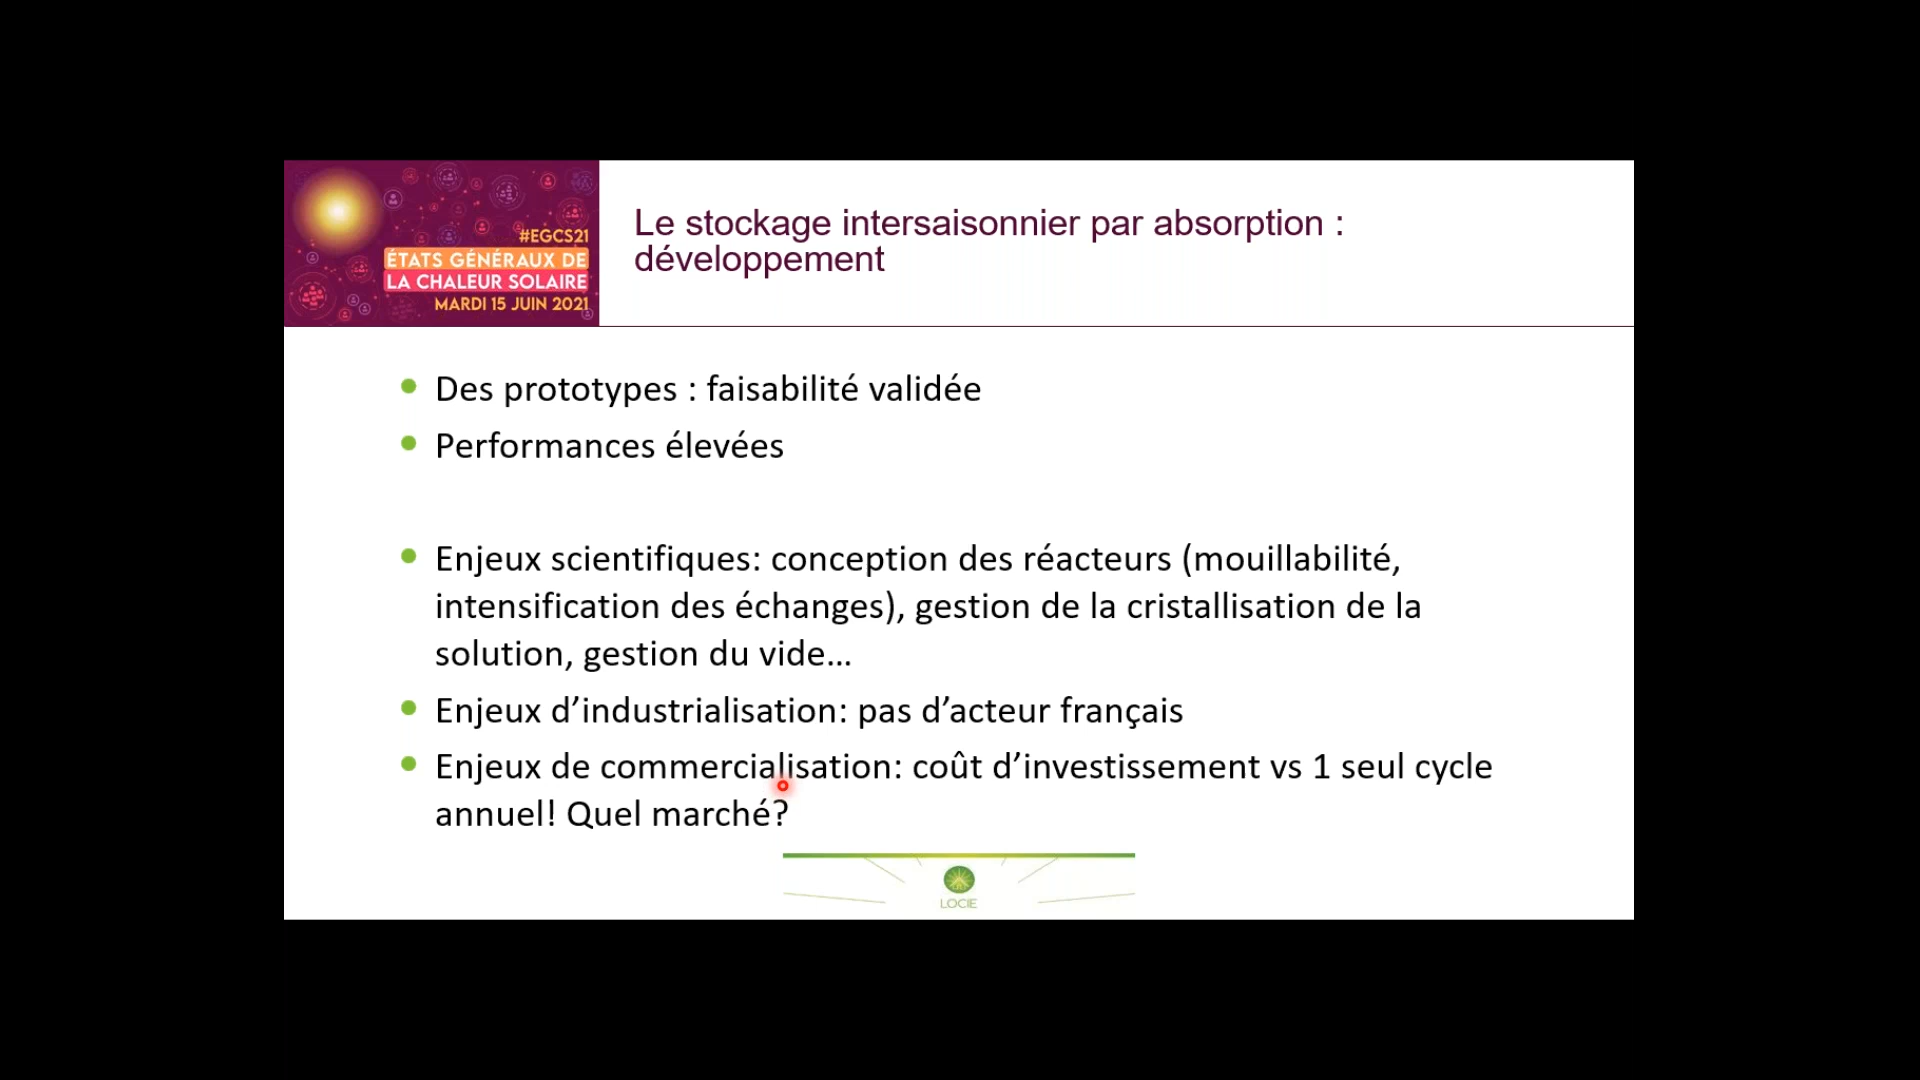 #EGCS21
ÉTATS GÉNÉRAUX DE
LA CHALEUR SOLAIRE
MARDI 15 JUIN 2021
Le stockage intersaisonnier par absorption :
développement
Des prototypes : faisabilité validée
Performances élevées
Enjeux scientifiques: conception des réacteurs (mouillabilité,
intensification des échanges), gestion de la cristallisation de la
solution, gestion du vide…
Enjeux d’industrialisation: pas d’acteur français
Enjeux de commercialisation: coût d’investissement vs 1 seul cycle
annuel! Quel marché?
LOCIE